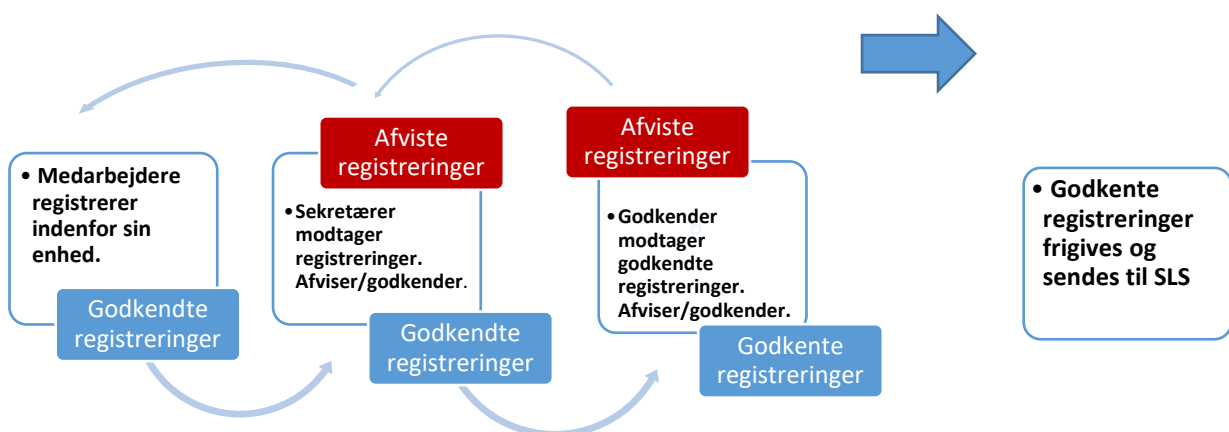 • Medarbejdere
registrerer
indenfor sin
enhed.
Godkendte
registreringer
Afviste
registreringer
•Sekretærer
modtager
registreringer.
Afviser/godkender.
Godkendte
registreringer
Afviste
registreringer
•Godkender
modtager
godkendte
registreringer.
Afviser/godkender.
Godkente
registreringer
• Godkente
registreringer
frigives og
sendes til SLS